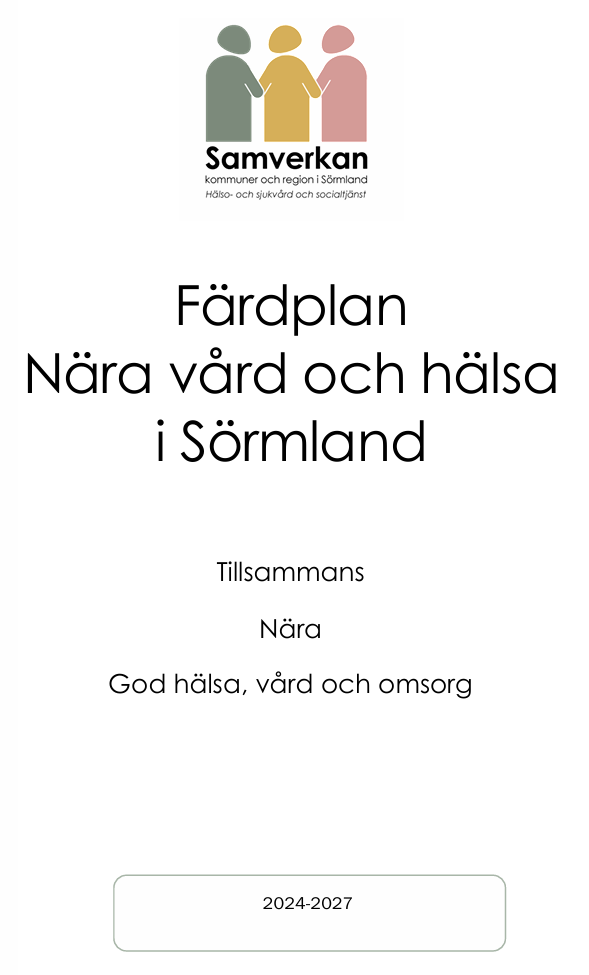 Samverkan
kommuner och region i Sörmland
Hälso- och sjukvård och socialtjänst
Färdplan
Nära vård och hälsa
i Sörmland
Tillsammans
Nära
God hälsa, vård och omsorg
2024-2027